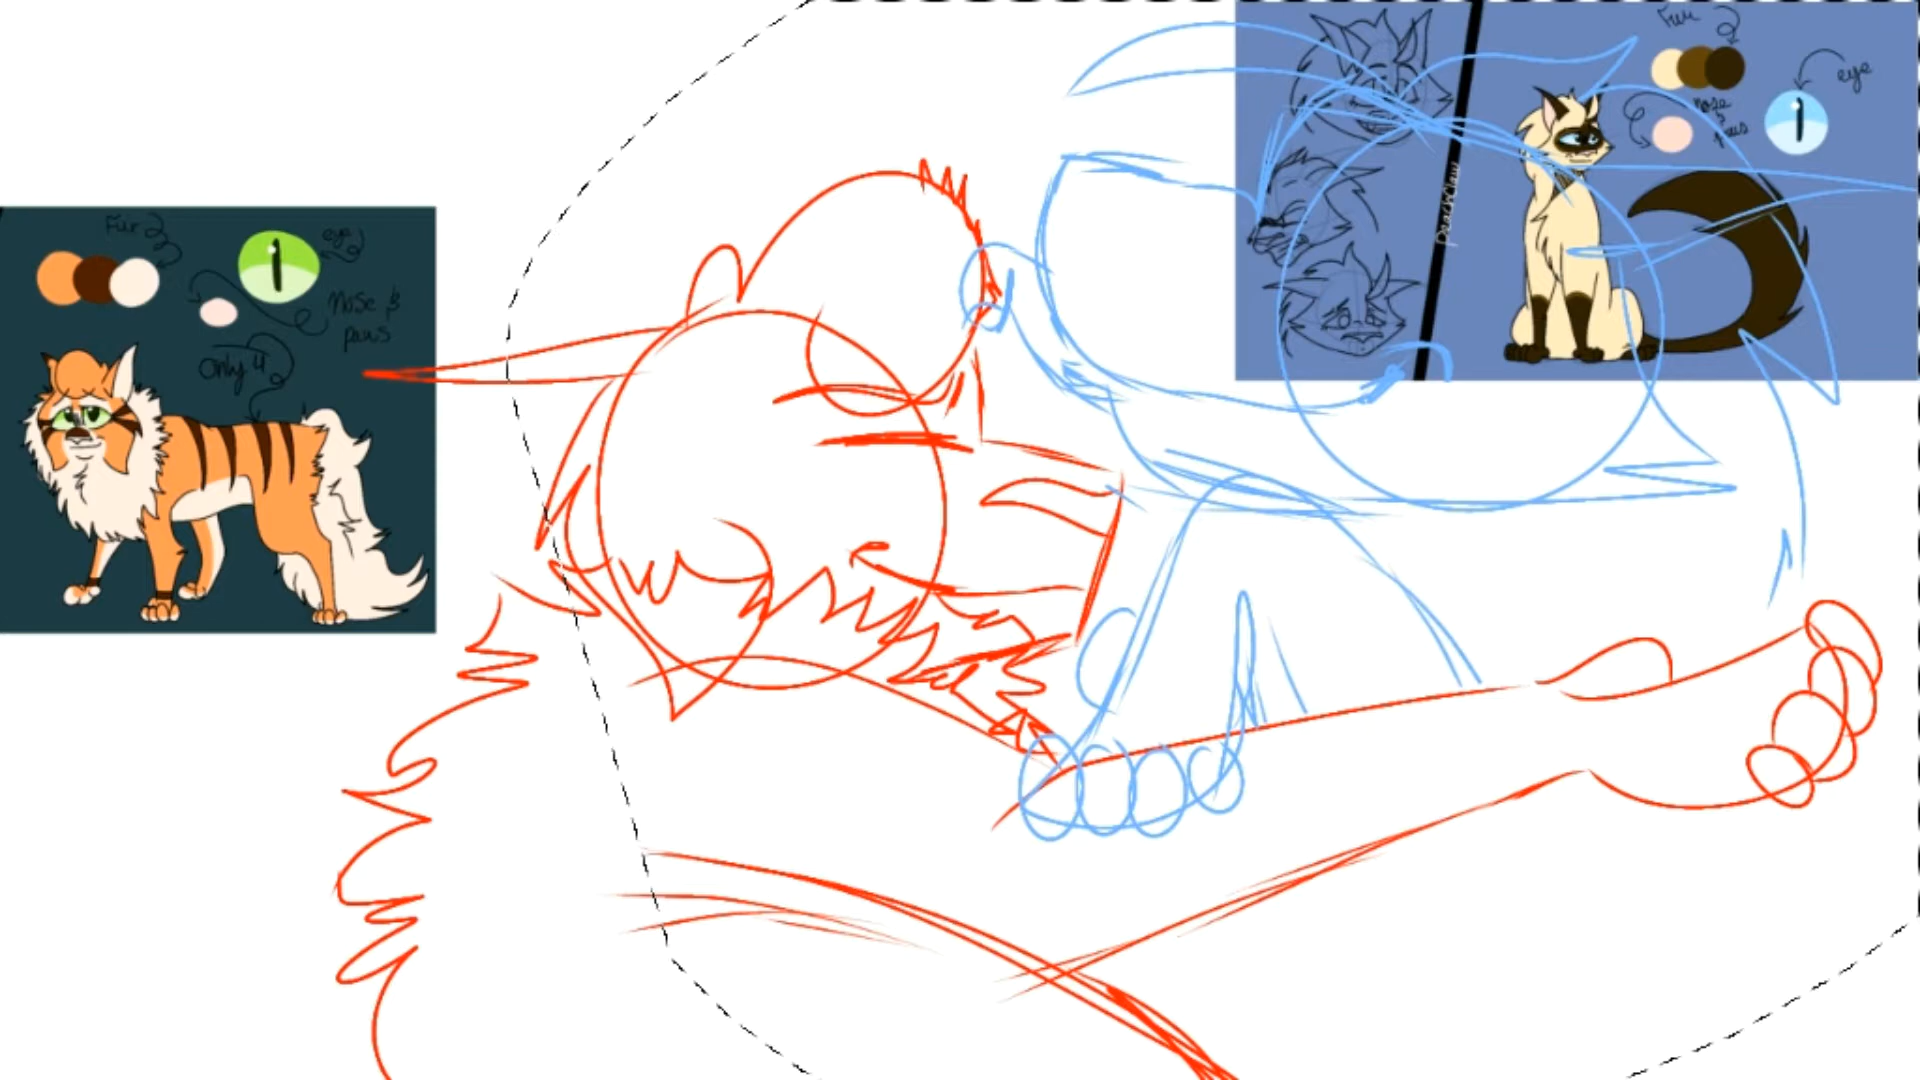 Fur
eye
Nose &
paws
Only 4
Fur
eye
Nose
&
paws